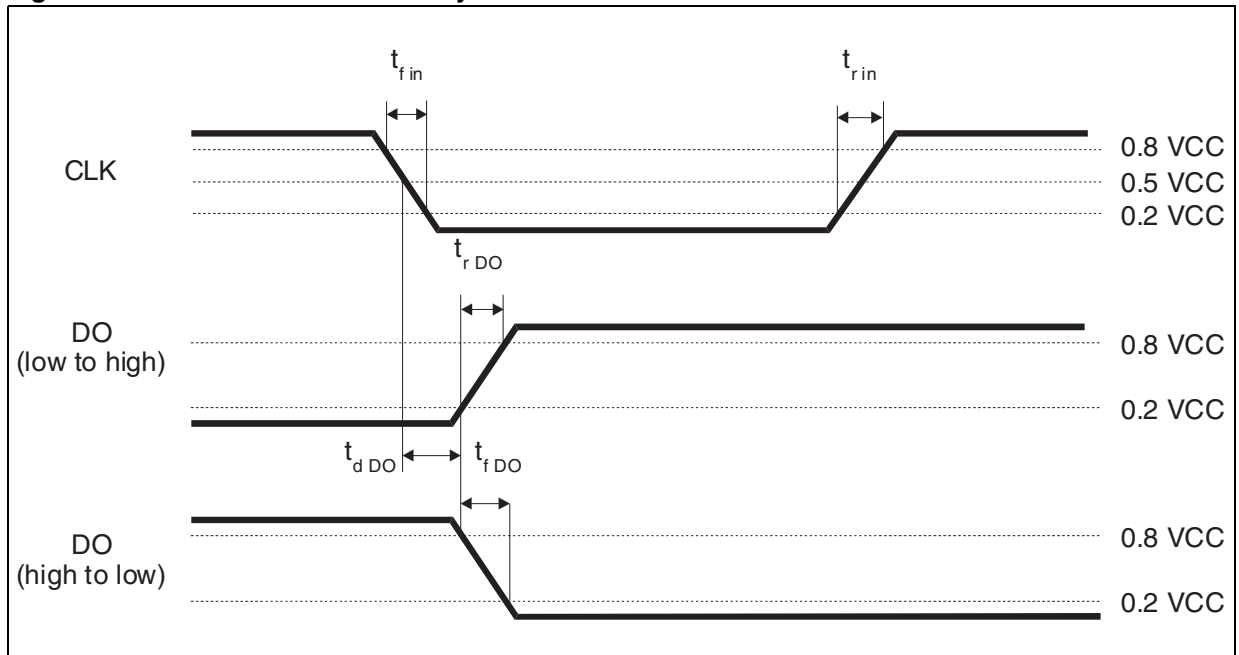 t f in
t r in
CLK
0.8 VCC
0.5 VCC
0.2 VCC
t r DO
DO
(low to high)
0.8 VCC
0.2 VCC
t d DO
t f DO
DO
(high to low)
0.8 VCC
0.2 VCC